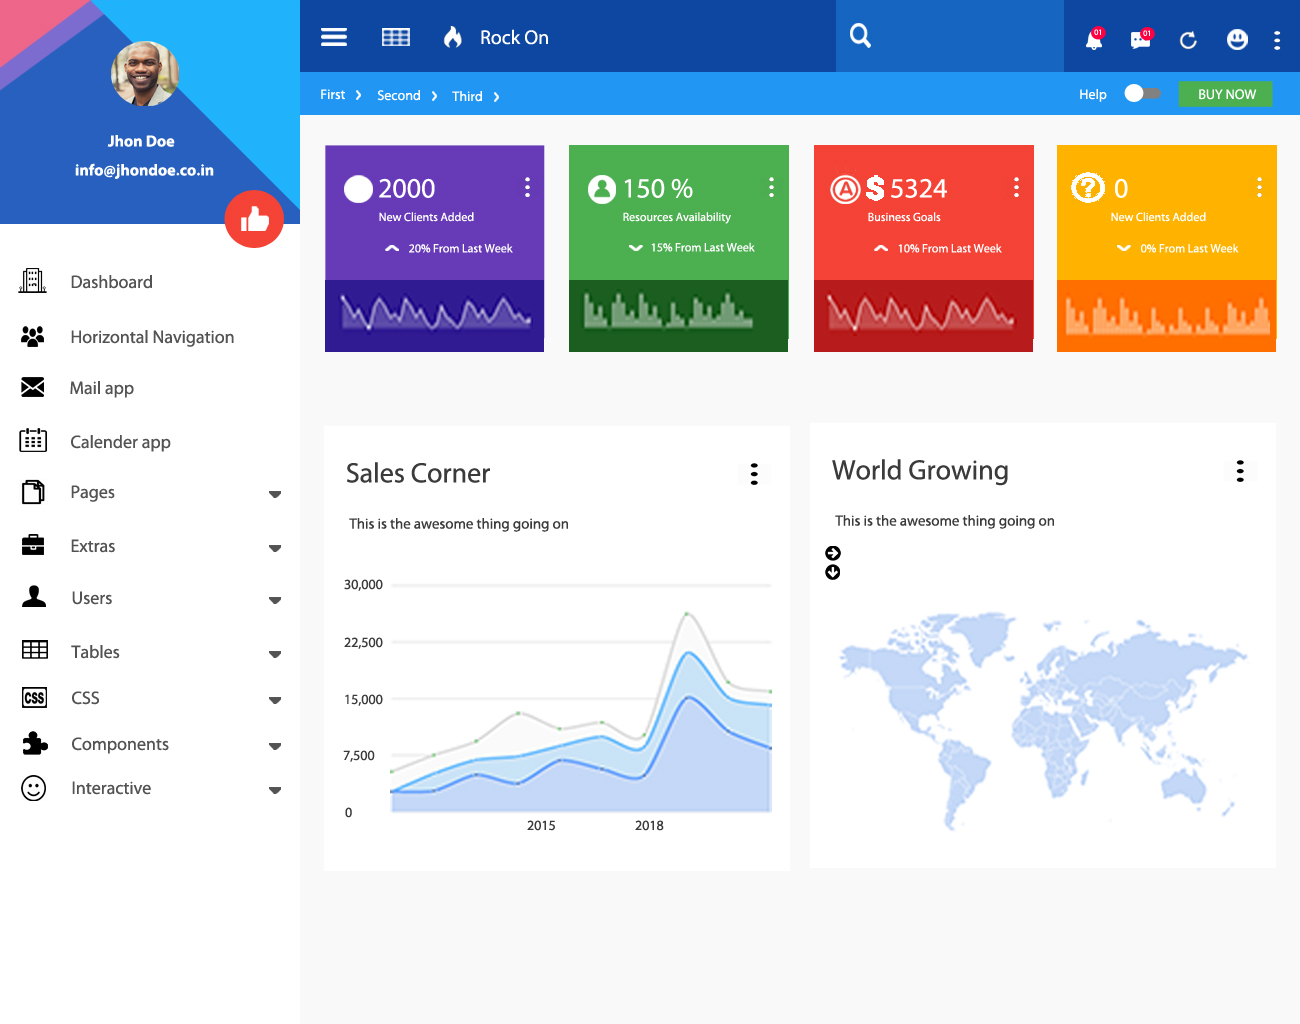 Jhon Doe
info@jhondoe.co.in
Dashboard
Horizontal Navigation
Mail app
Calender app
Pages
Extras
Users
Tables
CSS
CSS
Components
Interactive
Rock On
01
01
First
Second
Third
Help
BUY NOW
2000
New Clients Added
20% From Last Week
150 %
Resources Availability
15% From Last Week
A $ 5324
Business Goals
10% From Last Week
? 0
New Clients Added
0% From Last Week
Sales Corner
This is the awesome thing going on
30,000
22,500
15,000
7,500
0
2015
2018
World Growing
This is the awesome thing going on